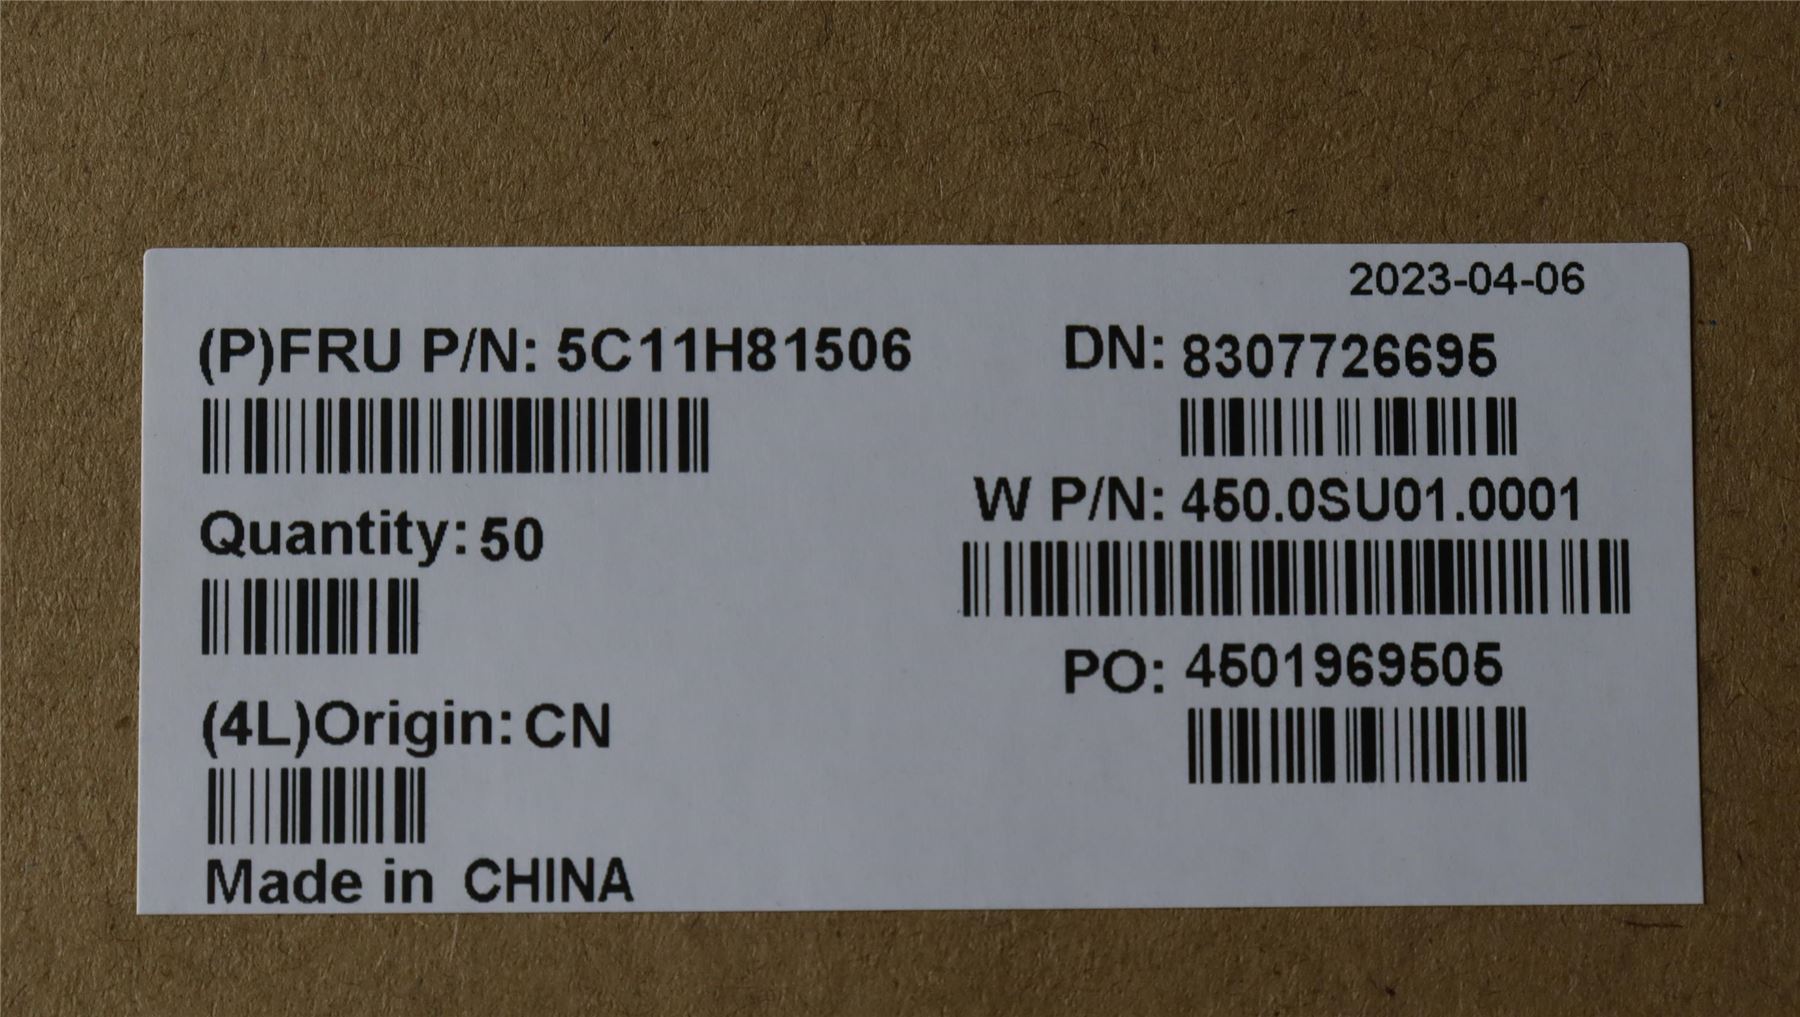 2023-04-06
(P)FRU P/N: 5C11H81506
DN: 8307726695
W P/N: 450.0SU01.0001
Quantity: 50
PO: 4501969505
(4L)Origin: CN
Made in CHINA